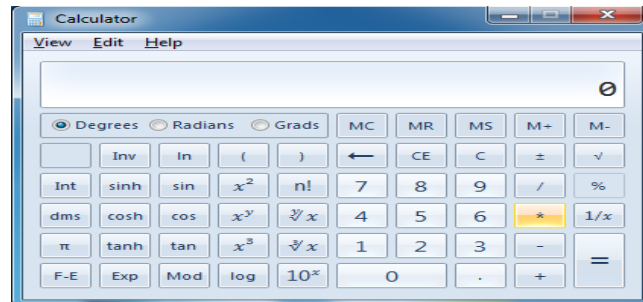 Calculator
View Edit Help
0
Degrees Radians Grads MC MR MS M+ M-
Inv In ( ) ← CE C ± √
Int sinh sin x² n! 7 8 9 / %
dms cosh cos xʸ ʸ√x 4 5 6 * 1/x
π tanh tan x³ ³√x 1 2 3 - =
F-E Exp Mod log 10ˣ 0 . +